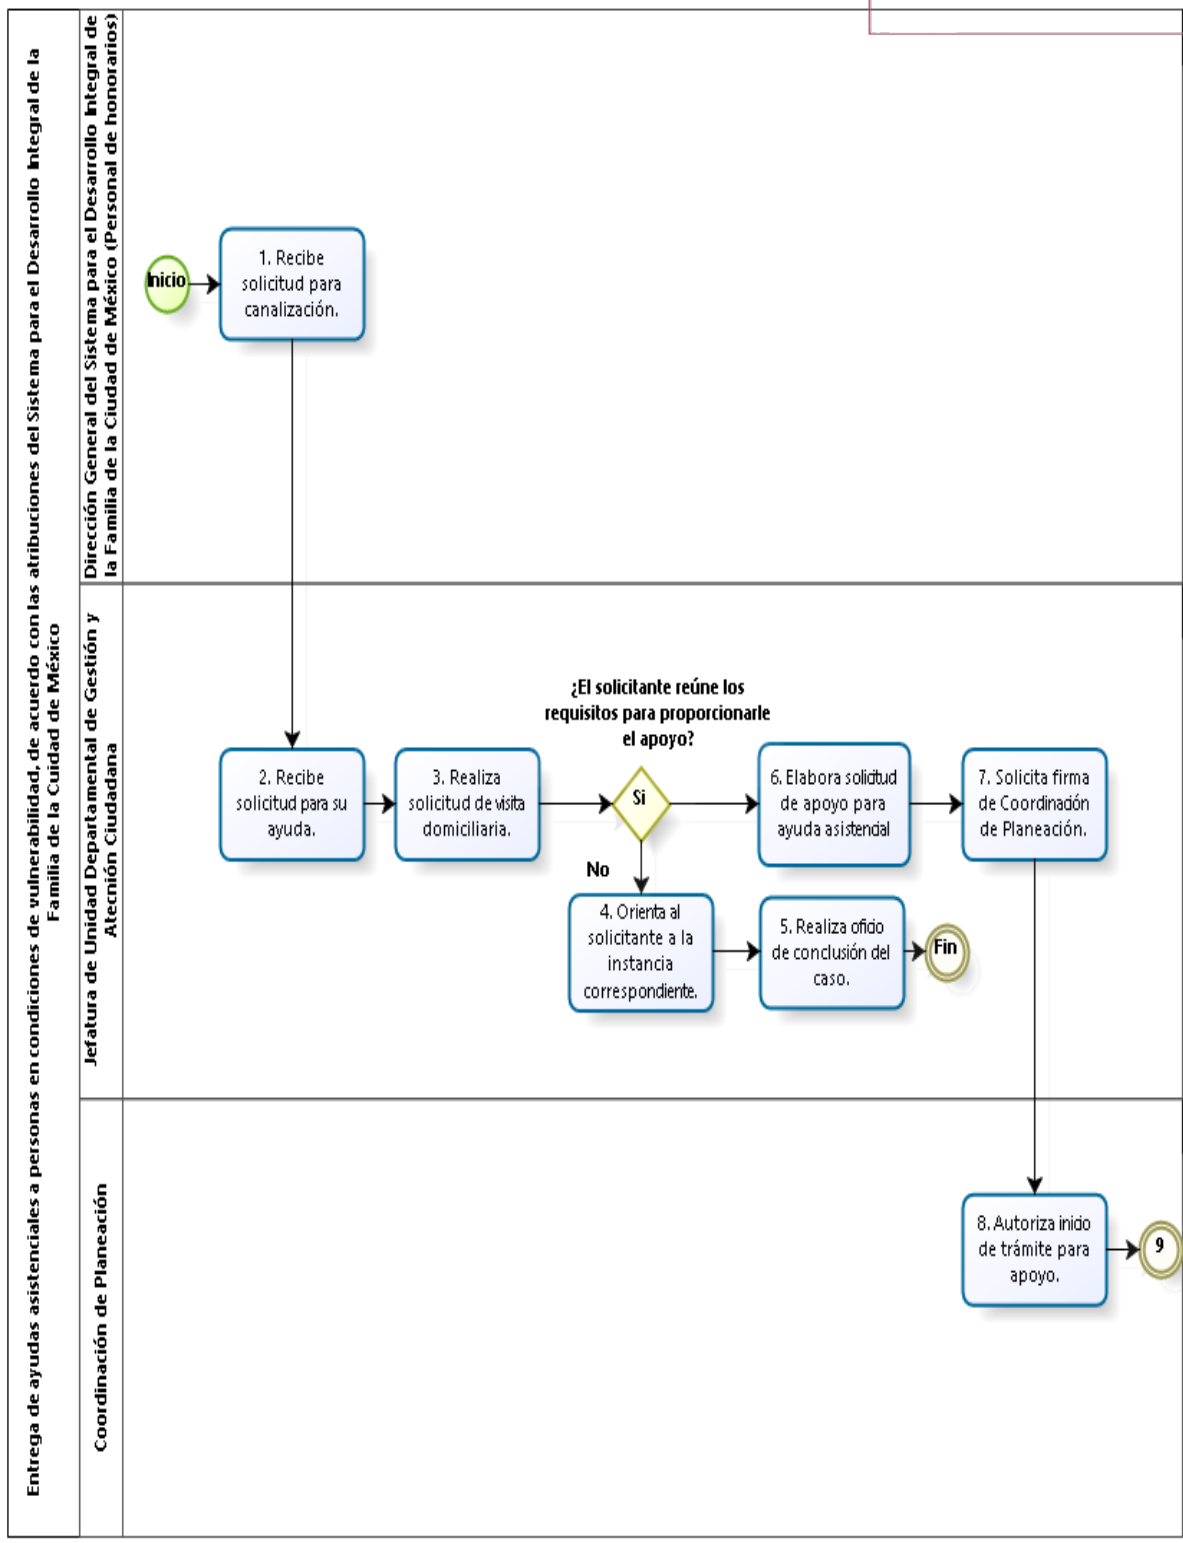 Entrega de ayudas asistenciales a personas en condiciones de vulnerabilidad, de acuerdo con las atribuciones del Sistema para el Desarrollo Integral de la
Familia de la Cuidad de México
Dirección General del Sistema para el Desarrollo Integral de
la Familia de la Ciudad de México (Personal de honorarios)
Inicio
1. Recibe
solicitud para
canalización.
Jefatura de Unidad Departamental de Gestión y
Atecnión Ciudadana
¿El solicitante reúne los
requisitos para proporcionarle
el apoyo?
2. Recibe
solicitud para su
ayuda.
3. Realiza
solicitud de visita
domiciliaria.
Si
6. Elabora solicitud
de apoyo para
ayuda asistencial
7. Solicita firma
de Coordinación
de Planeación.
No
4. Orienta al
solicitante a la
instancia
correspondiente.
5. Realiza oficio
de conclusión del
caso.
Fin
Coordinación de Planeación
8. Autoriza inicio
de trámite para
apoyo.
9